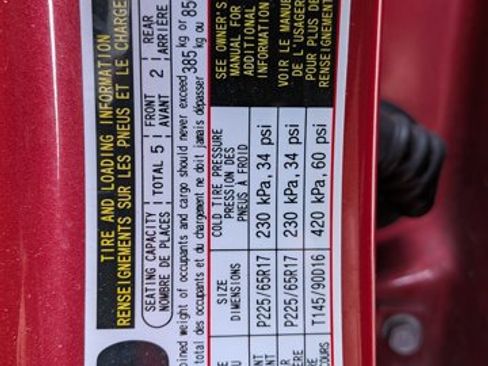 TIRE AND LOADING INFORMATION
RENSEIGNEMENTS SUR LES PNEUS ET LE CHARGE
SEATING CAPACITY
NOMBRE DE PLACES
TOTAL 5
FRONT
AVANT
2
REAR
ARRIÈRE
weight of occupants and cargo should never exceed 385 kg or 85
total des occupants et du chargement ne doit jamais dépasser 385 kg ou
SIZE
DIMENSIONS
COLD TIRE PRESSURE
PRESSION DES
PNEUS A FROID
P225/65R17 230 kPa, 34 psi
P225/65R17 230 kPa, 34 psi
T145/90D16 420 kPa, 60 psi
SEE OWNER'S
MANUAL FOR
INFORMATION
VOIR LE MANUE
DE L'USAGER
POUR PLUS DE
RENSEIGNEMENT